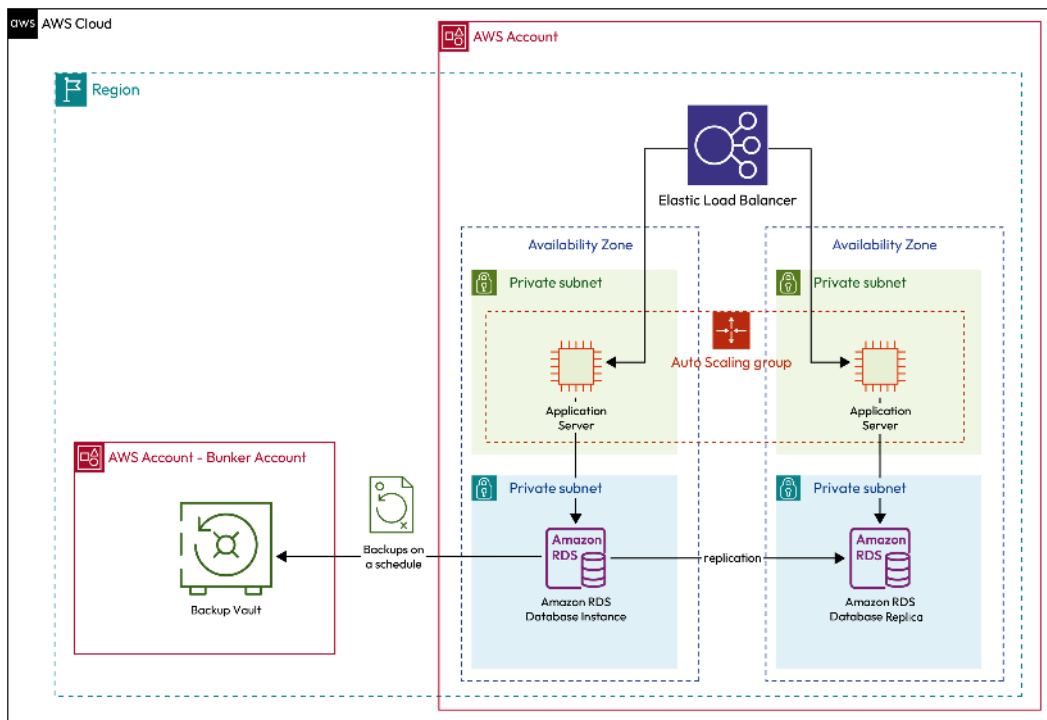 aws AWS Cloud
AWS Account
Region
Elastic Load Balancer
Availability Zone
Availability Zone
Private subnet
Private subnet
Auto Scaling group
Application
Server
Application
Server
AWS Account - Bunker Account
Private subnet
Private subnet
Backups on
a schedule
Amazon
RDS
replication
Amazon
RDS
Backup Vault
Amazon RDS
Database Instance
Amazon RDS
Database Replica